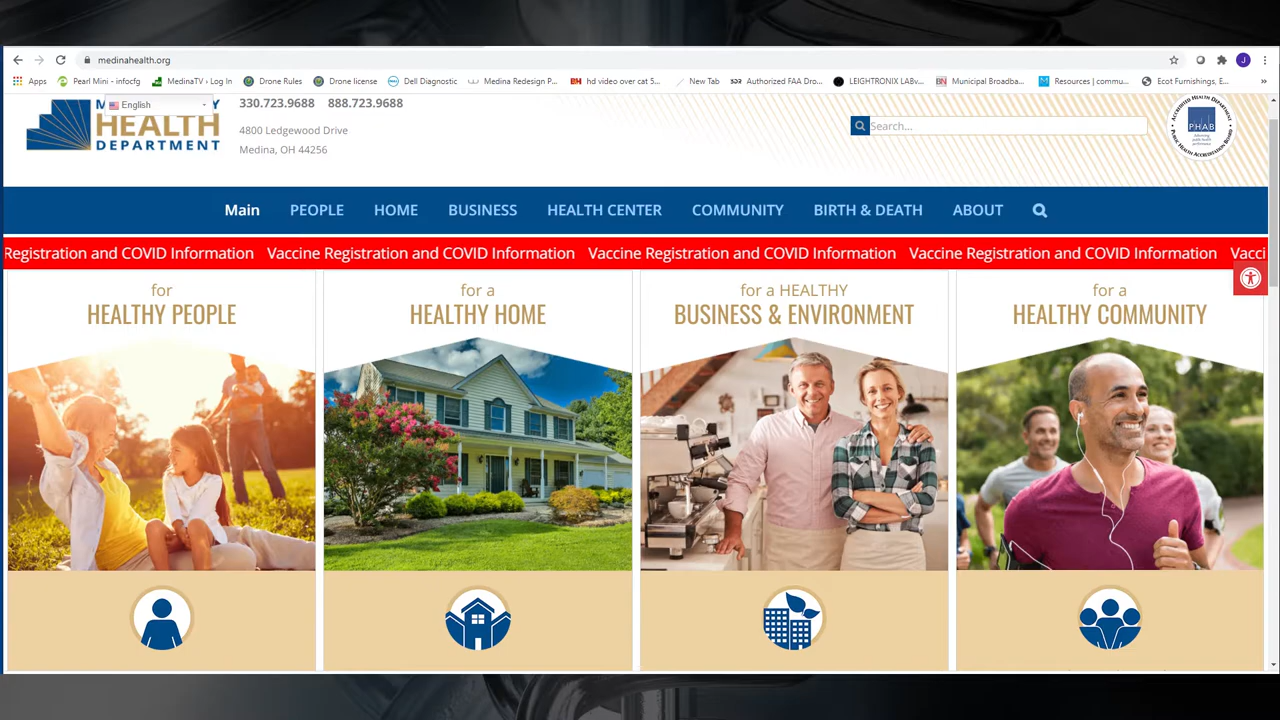 medinahealth.org
Apps
Pearl Mini - infocfg
MedinaTV › Log In
Drone Rules
Drone license
Dell Diagnostic
Medina Redesign P...
hd video over cat 5...
New Tab
Authorized FAA Dro...
LEIGHTRONIX LABv...
Municipal Broadba...
Resources | commu...
Ecot Furnishings, E...
»
J
English
HEALTH
DEPARTMENT
330.723.9688 888.723.9688
4800 Ledgewood Drive
Medina, OH 44256
Search...
PHAB
Main PEOPLE HOME BUSINESS HEALTH CENTER COMMUNITY BIRTH & DEATH ABOUT
Registration and COVID Information Vaccine Registration and COVID Information Vaccine Registration and COVID Information Vaccine Registration and COVID Information Vacci
for
HEALTHY PEOPLE
for a
HEALTHY HOME
for a HEALTHY
BUSINESS & ENVIRONMENT
for a
HEALTHY COMMUNITY